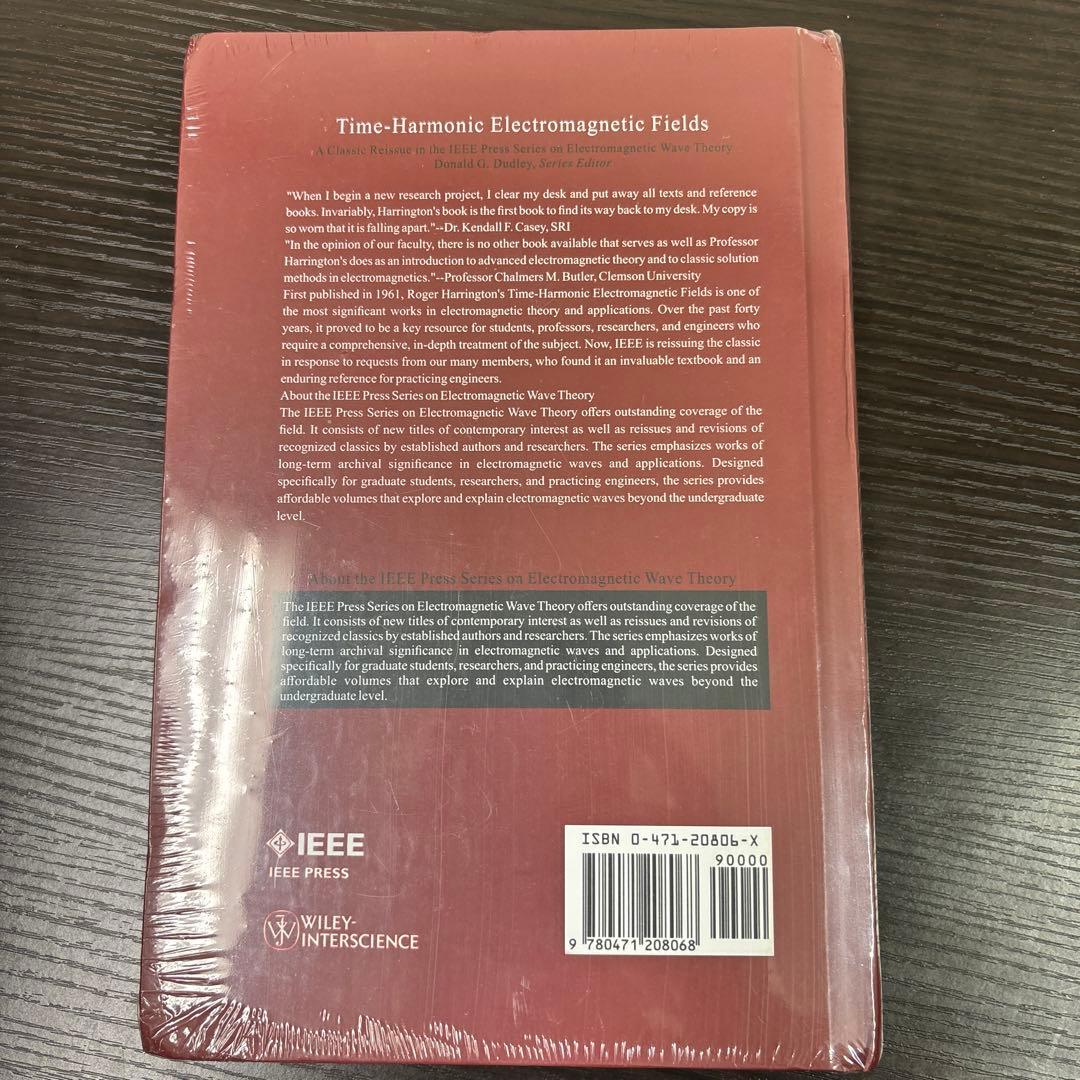 Time-Harmonic Electromagnetic Fields
A Classic Reissue in the IEEE Press Series on Electromagnetic Wave Theory
Donald G. Dudley, Series Editor
"When I begin a new research project, I clear my desk and put away all texts and reference
books. Invariably, Harrington's book is the first book to find its way back to my desk. My copy is
so worn that it is falling apart."--Dr. Kendall F. Casey, SRI
"In the opinion of our faculty, there is no other book available that serves as well as Professor
Harrington's does as an introduction to advanced electromagnetic theory and to classic solution
methods in electromagnetics."--Professor Chalmers M. Butler, Clemson University
First published in 1961, Roger Harrington's Time-Harmonic Electromagnetic Fields is one of
the most significant works in electromagnetic theory and applications. Over the past forty
years, it proved to be a key resource for students, professors, researchers, and engineers who
require a comprehensive, in-depth treatment of the subject. Now, IEEE is reissuing the classic
in response to requests from our many members, who found it an invaluable textbook and an
enduring reference for practicing engineers.
About the IEEE Press Series on Electromagnetic Wave Theory
The IEEE Press Series on Electromagnetic Wave Theory offers outstanding coverage of the
field. It consists of new titles of contemporary interest as well as reissues and revisions of
recognized classics by established authors and researchers. The series emphasizes works of
long-term archival significance in electromagnetic waves and applications. Designed
specifically for graduate students, researchers, and practicing engineers, the series provides
affordable volumes that explore and explain electromagnetic waves beyond the undergraduate
level.
About the IEEE Press Series on Electromagnetic Wave Theory
The IEEE Press Series on Electromagnetic Wave Theory offers outstanding coverage of the
field. It consists of new titles of contemporary interest as well as reissues and revisions of
recognized classics by established authors and researchers. The series emphasizes works of
long-term archival significance in electromagnetic waves and applications. Designed
specifically for graduate students, researchers, and practicing engineers, the series provides
affordable volumes that explore and explain electromagnetic waves beyond the
undergraduate level.
IEEE
IEEE PRESS
WILEY-
INTERSCIENCE
ISBN 0-471-20806-X
90000
9 780471 208068